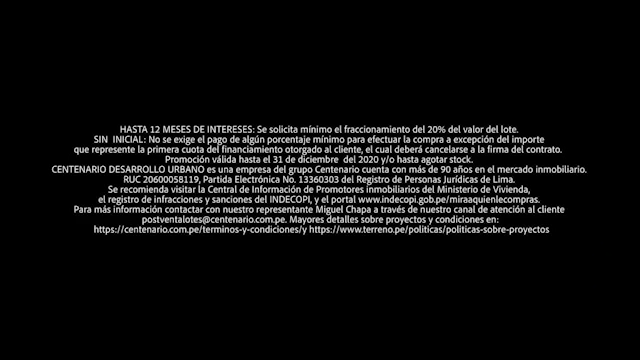 HASTA 12 MESES DE INTERESES: Se solicita mínimo el fraccionamiento del 20% del valor del lote.
SIN INICIAL: No se exige el pago de algún porcentaje mínimo para efectuar la compra a excepción del importe
que represente la primera cuota del financiamiento otorgado al cliente, el cual deberá cancelarse a la firma del contrato.
Promoción válida hasta el 31 de diciembre del 2020 y/o hasta agotar stock.
CENTENARIO DESARROLLO URBANO es una empresa del grupo Centenario cuenta con más de 90 años en el mercado inmobiliario.
RUC 20600058119, Partida Electrónica No. 13360303 del Registro de Personas Jurídicas de Lima.
Se recomienda visitar la Central de Información de Promotores inmobiliarios del Ministerio de Vivienda,
el registro de infracciones y sanciones del INDECOPI, y el portal www.indecopi.gob.pe/miraaquienlecompras.
Para más información contactar con nuestro representante Miguel Chapa a través de nuestro canal de atención al cliente
postventalotes@centenario.com.pe. Mayores detalles sobre proyectos y condiciones en:
https://centenario.com.pe/terminos-y-condiciones/y https://www.terreno.pe/politicas/politicas-sobre-proyectos